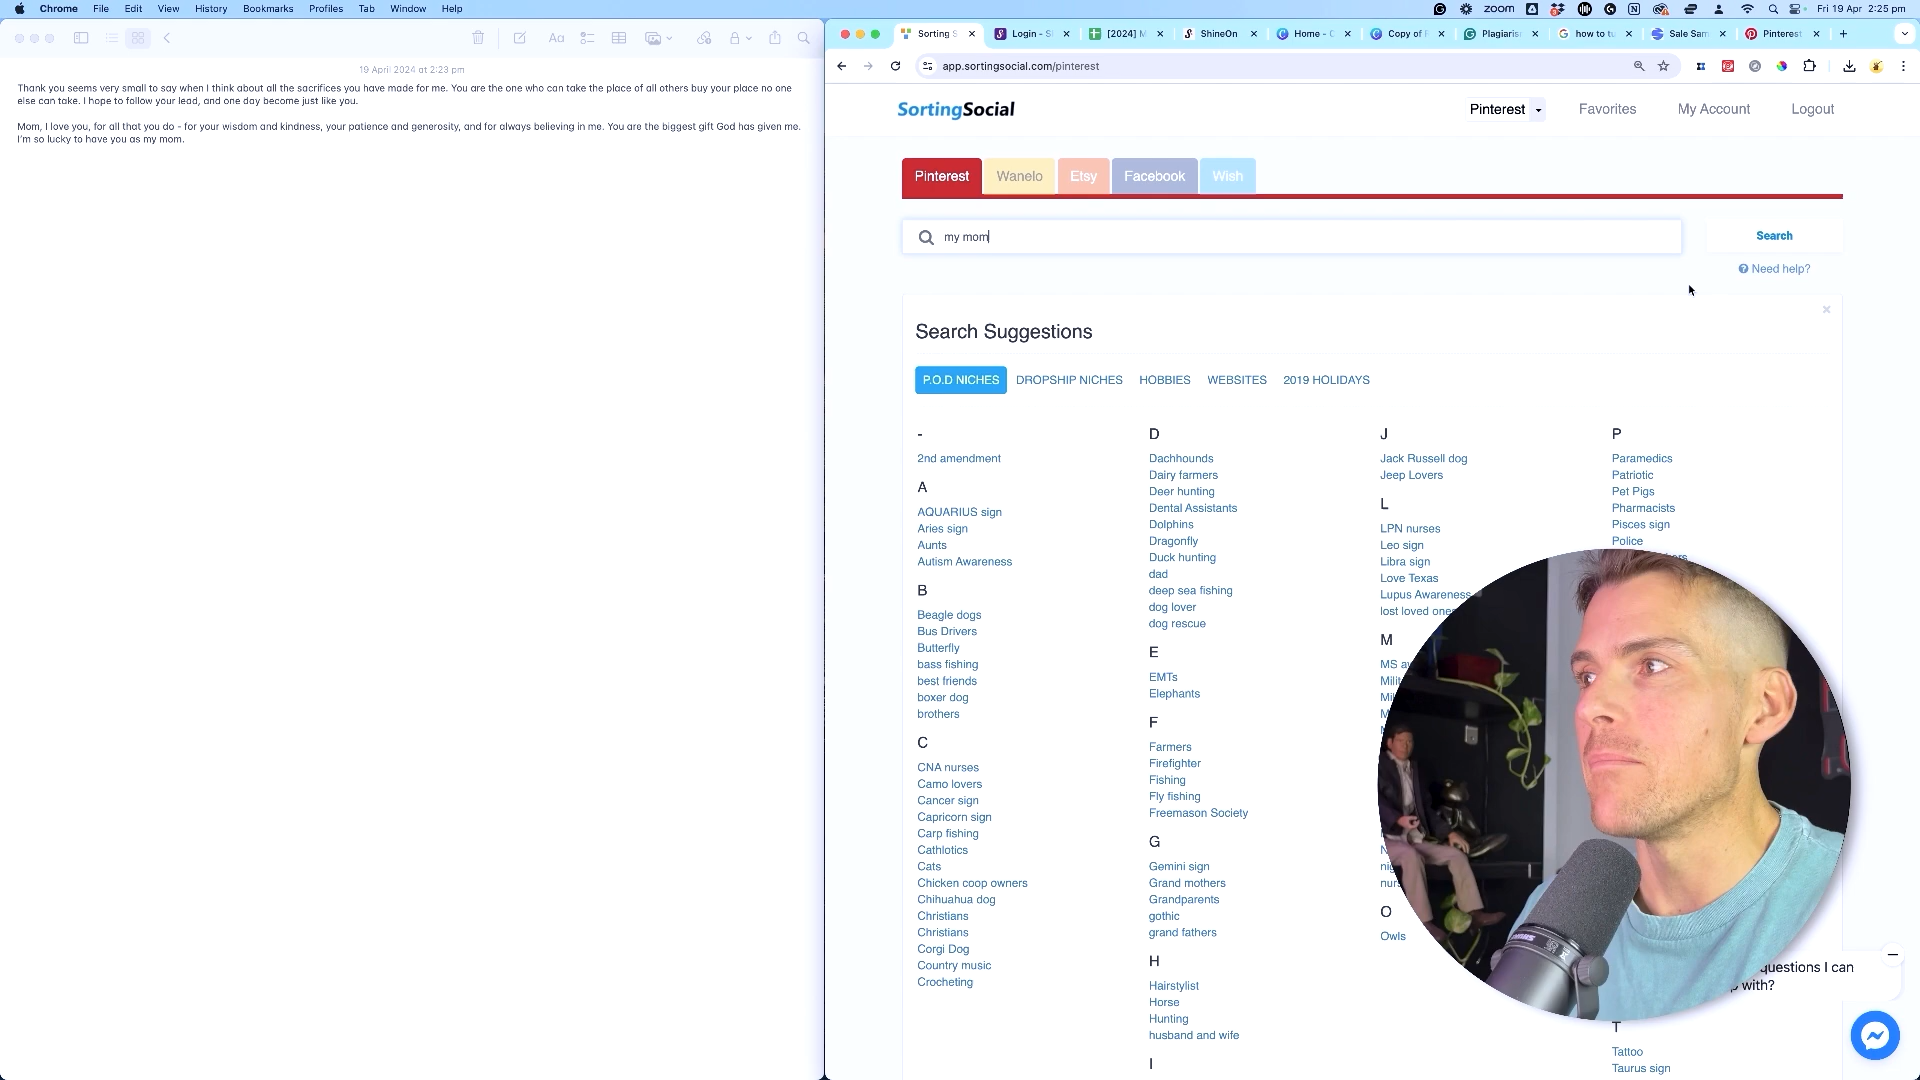 Chrome File Edit View History Bookmarks Profiles Tab Window Help
zoom Fri 19 Apr 2:25 pm
19 April 2024 at 2:23 pm
Thank you seems very small to say when I think about all the sacrifices you have made for me. You are the one who can take the place of all others buy your place no one
else can take. I hope to follow your lead, and one day become just like you.
Mom, I love you, for all that you do - for your wisdom and kindness, your patience and generosity, and for always believing in me. You are the biggest gift God has given me.
I'm so lucky to have you as my mom.
Sorting S Login - S [2024] M ShineOn Home - C Copy of Plagiaris how to tu Sale Sam Pinterest
app.sortingsocial.com/pinterest
SortingSocial
Pinterest Favorites My Account Logout
Pinterest Wanelo Etsy Facebook Wish
my mom
Search
Need help?
Search Suggestions
P.O.D NICHES DROPSHIP NICHES HOBBIES WEBSITES 2019 HOLIDAYS
-
2nd amendment
A
AQUARIUS sign
Aries sign
Aunts
Autism Awareness
B
Beagle dogs
Bus Drivers
Butterfly
bass fishing
best friends
boxer dog
brothers
C
CNA nurses
Camo lovers
Cancer sign
Capricorn sign
Carp fishing
Cathlotics
Cats
Chicken coop owners
Chihuahua dog
Christians
Christians
Corgi Dog
Country music
Crocheting
D
Dachhounds
Dairy farmers
Deer hunting
Dental Assistants
Dolphins
Dragonfly
Duck hunting
dad
deep sea fishing
dog lover
dog rescue
E
EMTs
Elephants
F
Farmers
Firefighter
Fishing
Fly fishing
Freemason Society
G
Gemini sign
Grand mothers
Grandparents
gothic
grand fathers
H
Hairstylist
Horse
Hunting
husband and wife
I
J
Jack Russell dog
Jeep Lovers
L
LPN nurses
Leo sign
Libra sign
Love Texas
Lupus Awareness
lost loved ones
M
MS
O
Owls
P
Paramedics
Patriotic
Pet Pigs
Pharmacists
Pisces sign
Police
T
Tattoo
Taurus sign
questions I can
with?